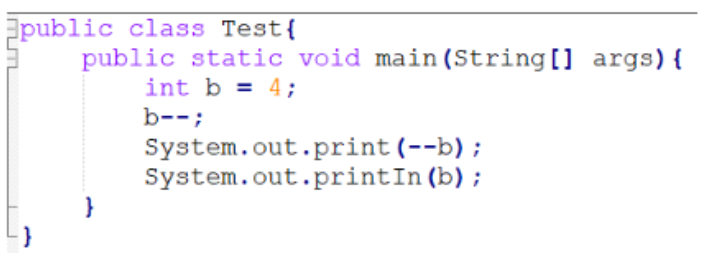 public class Test{
public static void main(String[] args){
int b = 4;
b--;
System.out.print(--b);
System.out.printIn(b);
}
}